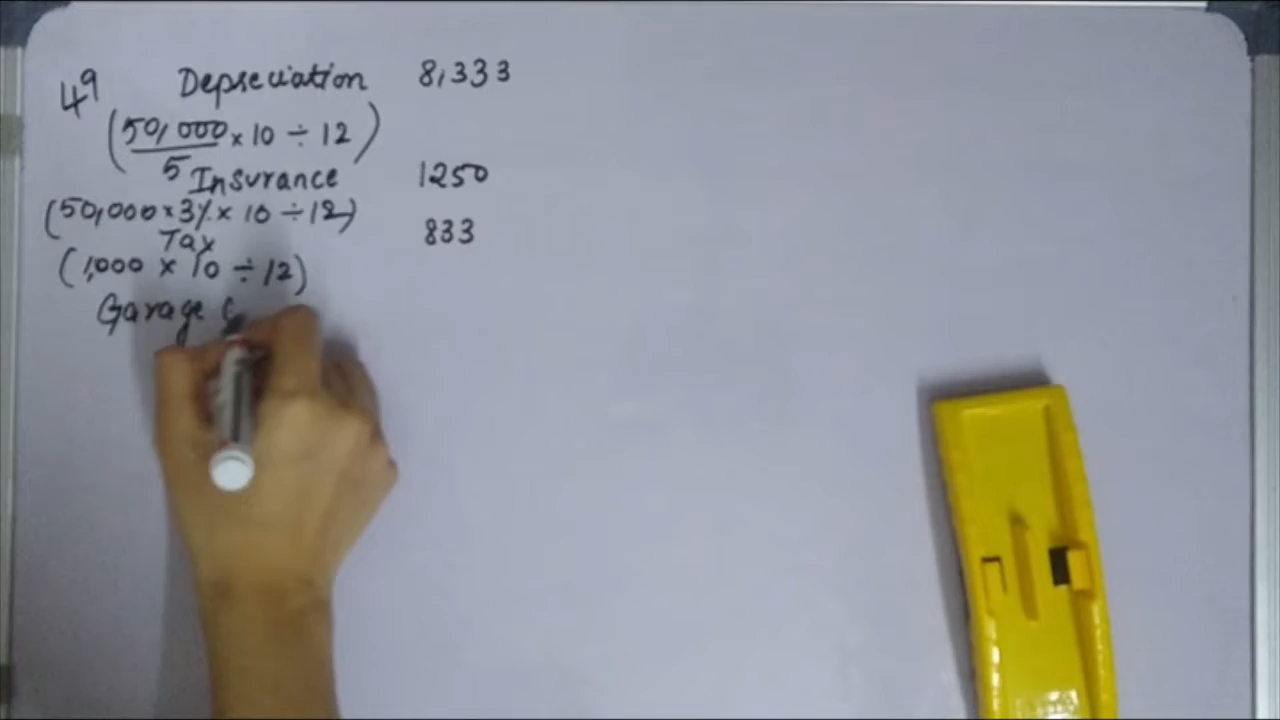 49 Depreciation 8,333
(50,000 × 10 ÷ 12)
5
Insurance 1250
(50,000 × 3% × 10 ÷ 12)
Tax 833
(1,000 × 10 ÷ 12)
Garage